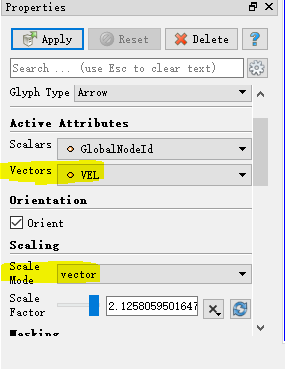 Properties
Apply Reset Delete ?
Search ... (use Esc to clear text)
Glyph Type Arrow
Active Attributes
Scalars GlobalNodeId
Vectors VEL
Orientation
Orient
Scaling
Scale Mode vector
Scale Factor 2.1258059501647
Masking